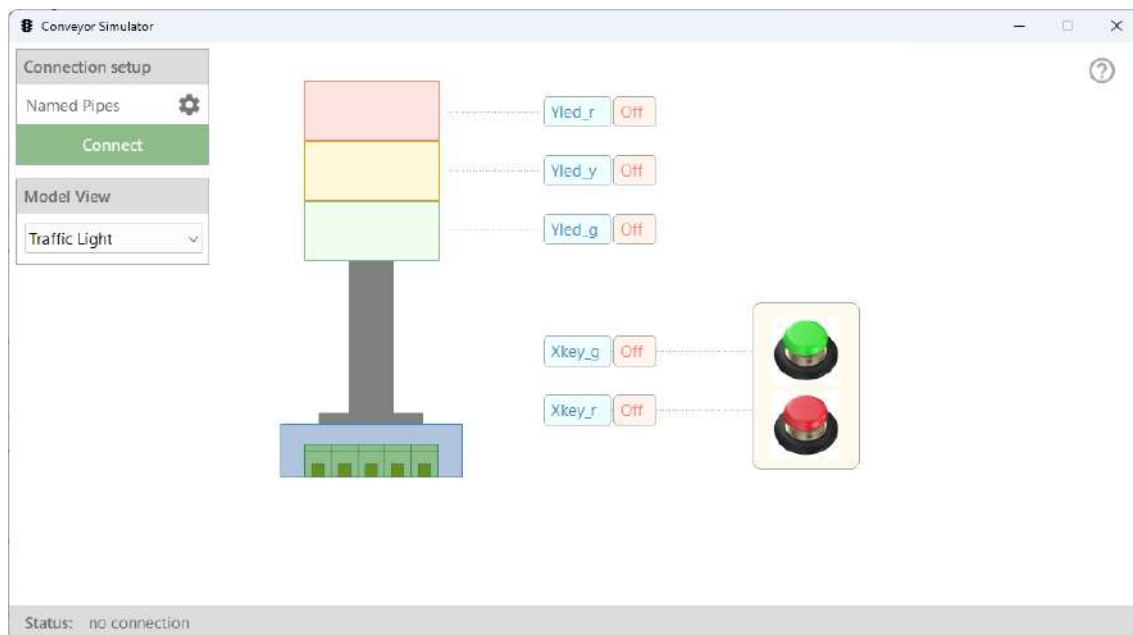 Conveyor Simulator
Connection setup
Named Pipes
Connect
Model View
Traffic Light
Yled_r Off
Yled_y Off
Yled_g Off
Xkey_g Off
Xkey_r Off
Status: no connection